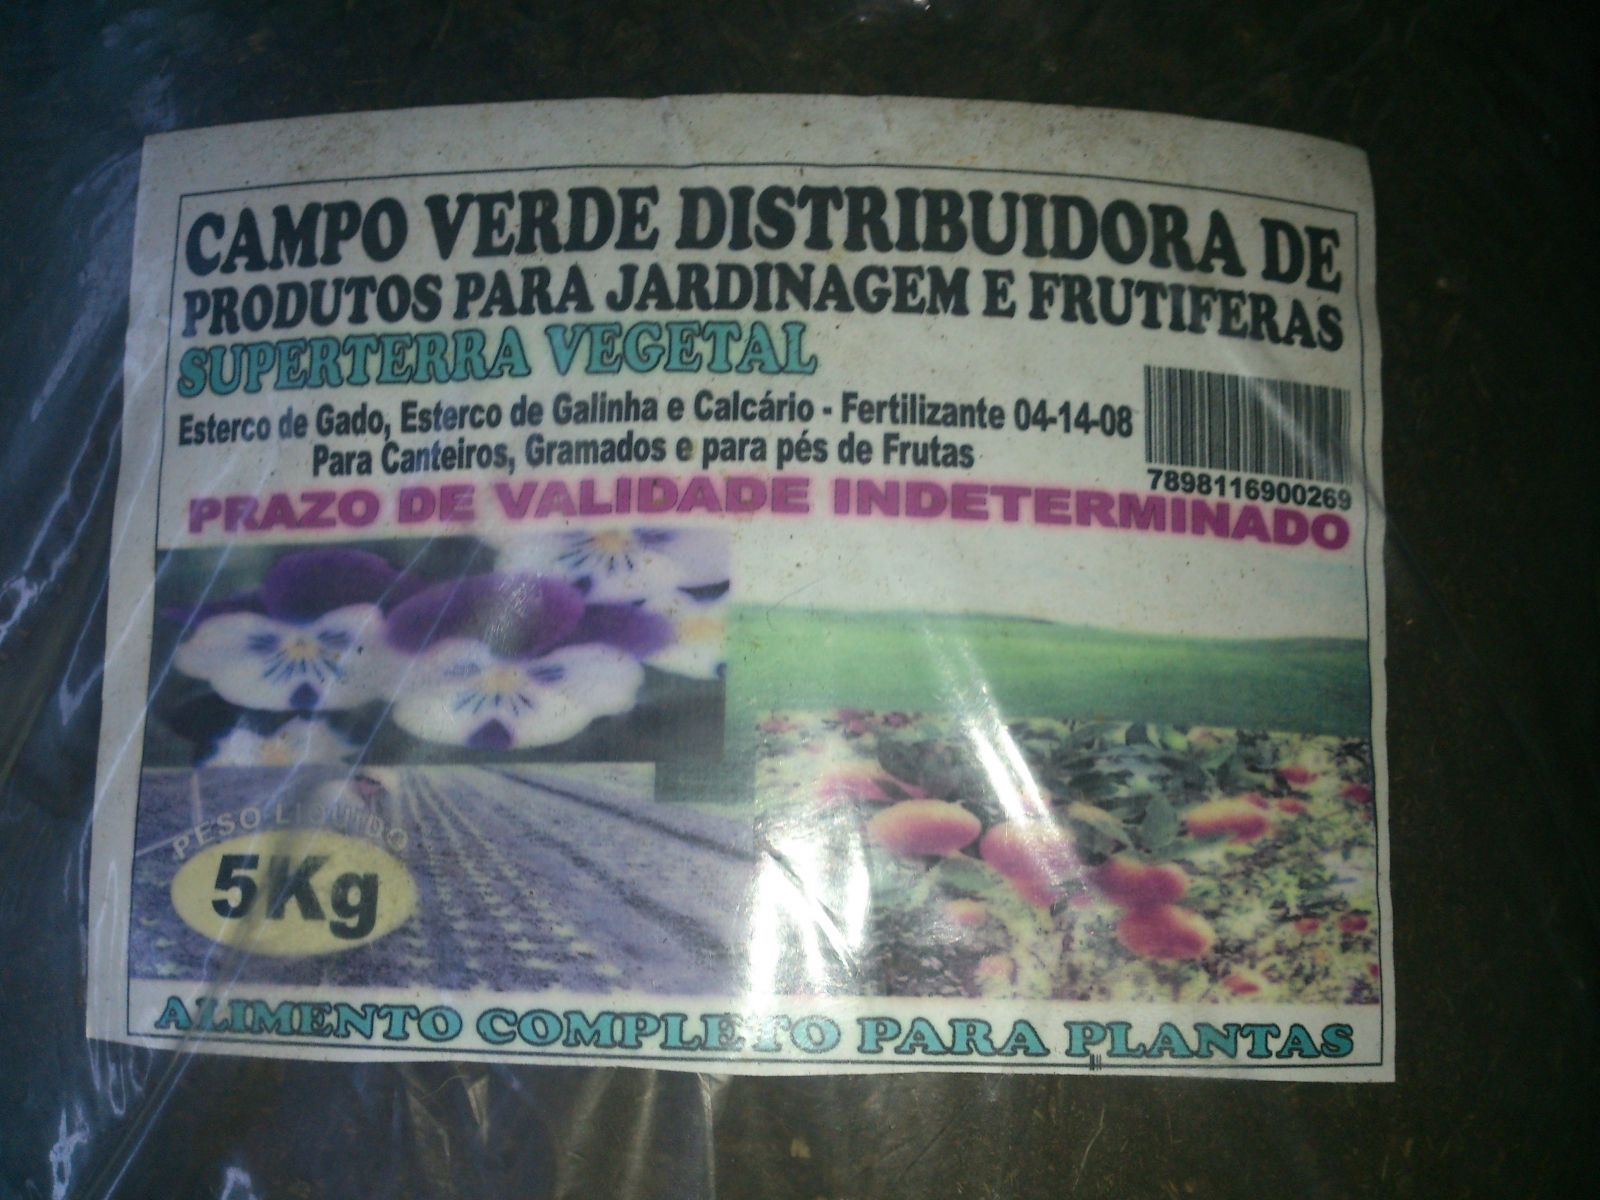 CAMPO VERDE DISTRIBUIDORA DE
PRODUTOS PARA JARDINAGEM E FRUTIFERAS
SUPERTERRA VEGETAL
Esterco de Gado, Esterco de Galinha e Calcário - Fertilizante 04-14-08
Para Canteiros, Gramados e para pés de Frutas
7898116900269
PRAZO DE VALIDADE INDETERMINADO
PESO LIQUIDO
5Kg
ALIMENTO COMPLETO PARA PLANTAS